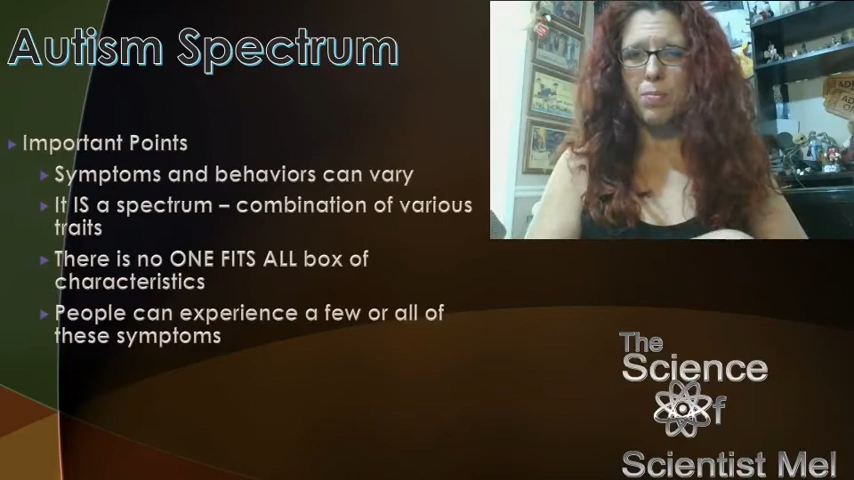 Autism Spectrum
Important Points
Symptoms and behaviors can vary
It IS a spectrum – combination of various
traits
There is no ONE FITS ALL box of
characteristics
People can experience a few or all of
these symptoms
The
Science
of
Scientist Mel